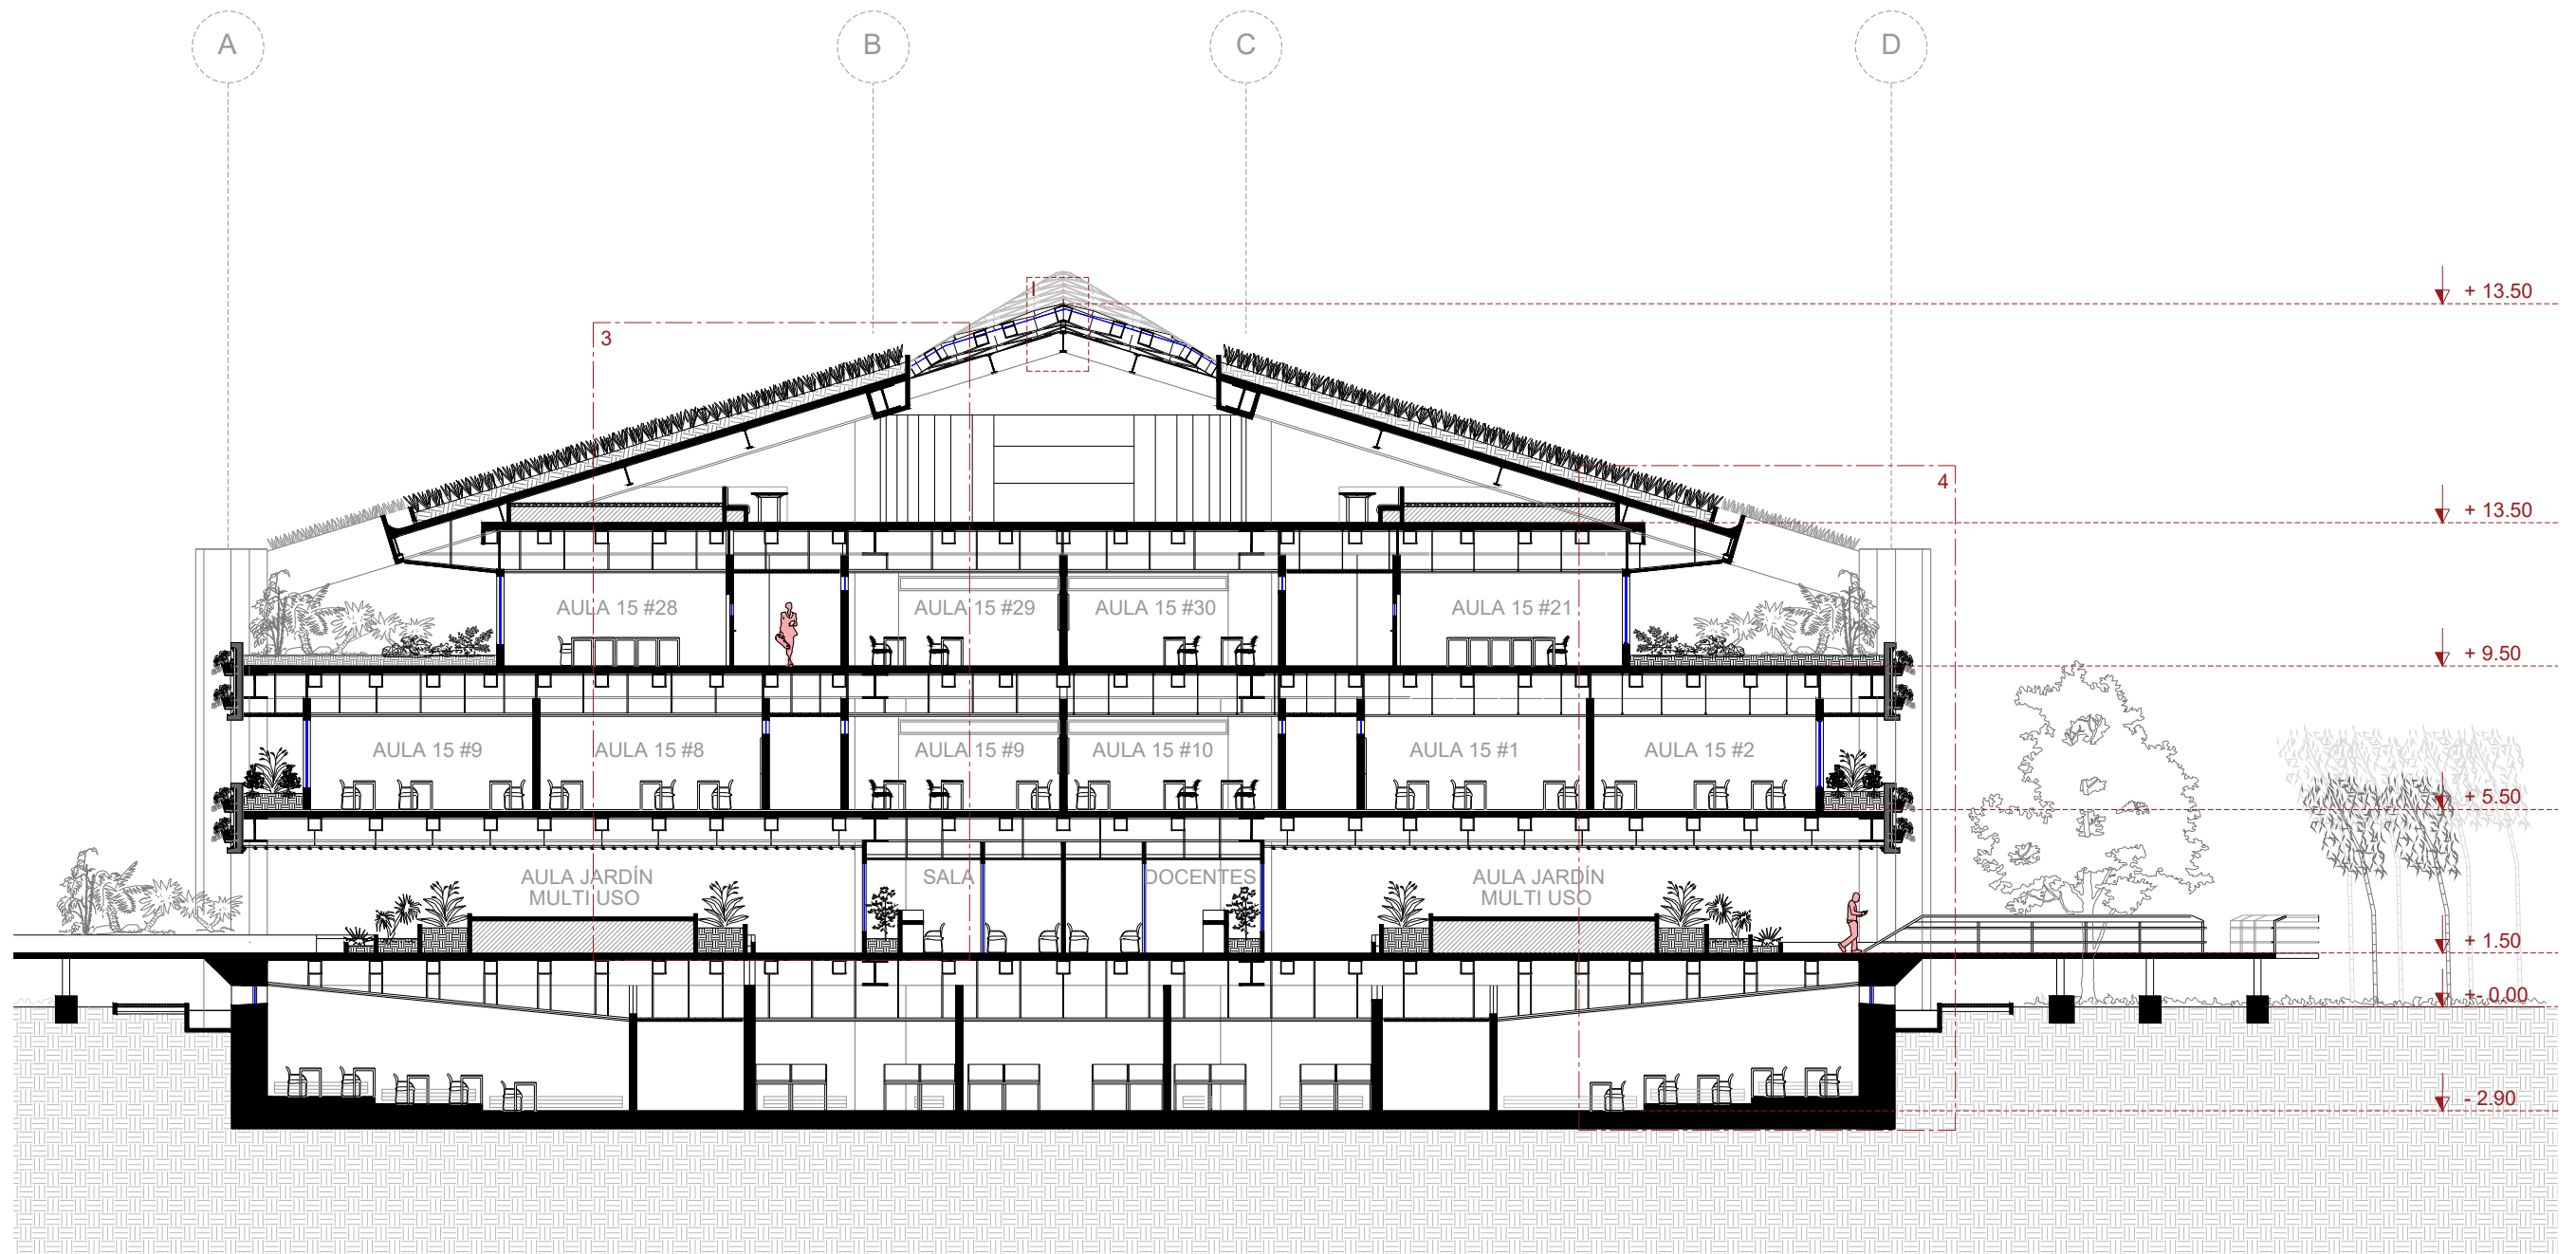 A
B
C
D
I
+ 13.50
3
4
+ 13.50
AULA 15 #28
AULA 15 #29
AULA 15 #30
AULA 15 #21
+ 9.50
AULA 15 #9
AULA 15 #8
AULA 15 #9
AULA 15 #10
AULA 15 #1
AULA 15 #2
+ 5.50
AULA JARDÍN
MULTI USO
SALA
DOCENTES
AULA JARDÍN
MULTI USO
+ 1.50
+- 0.00
- 2.90